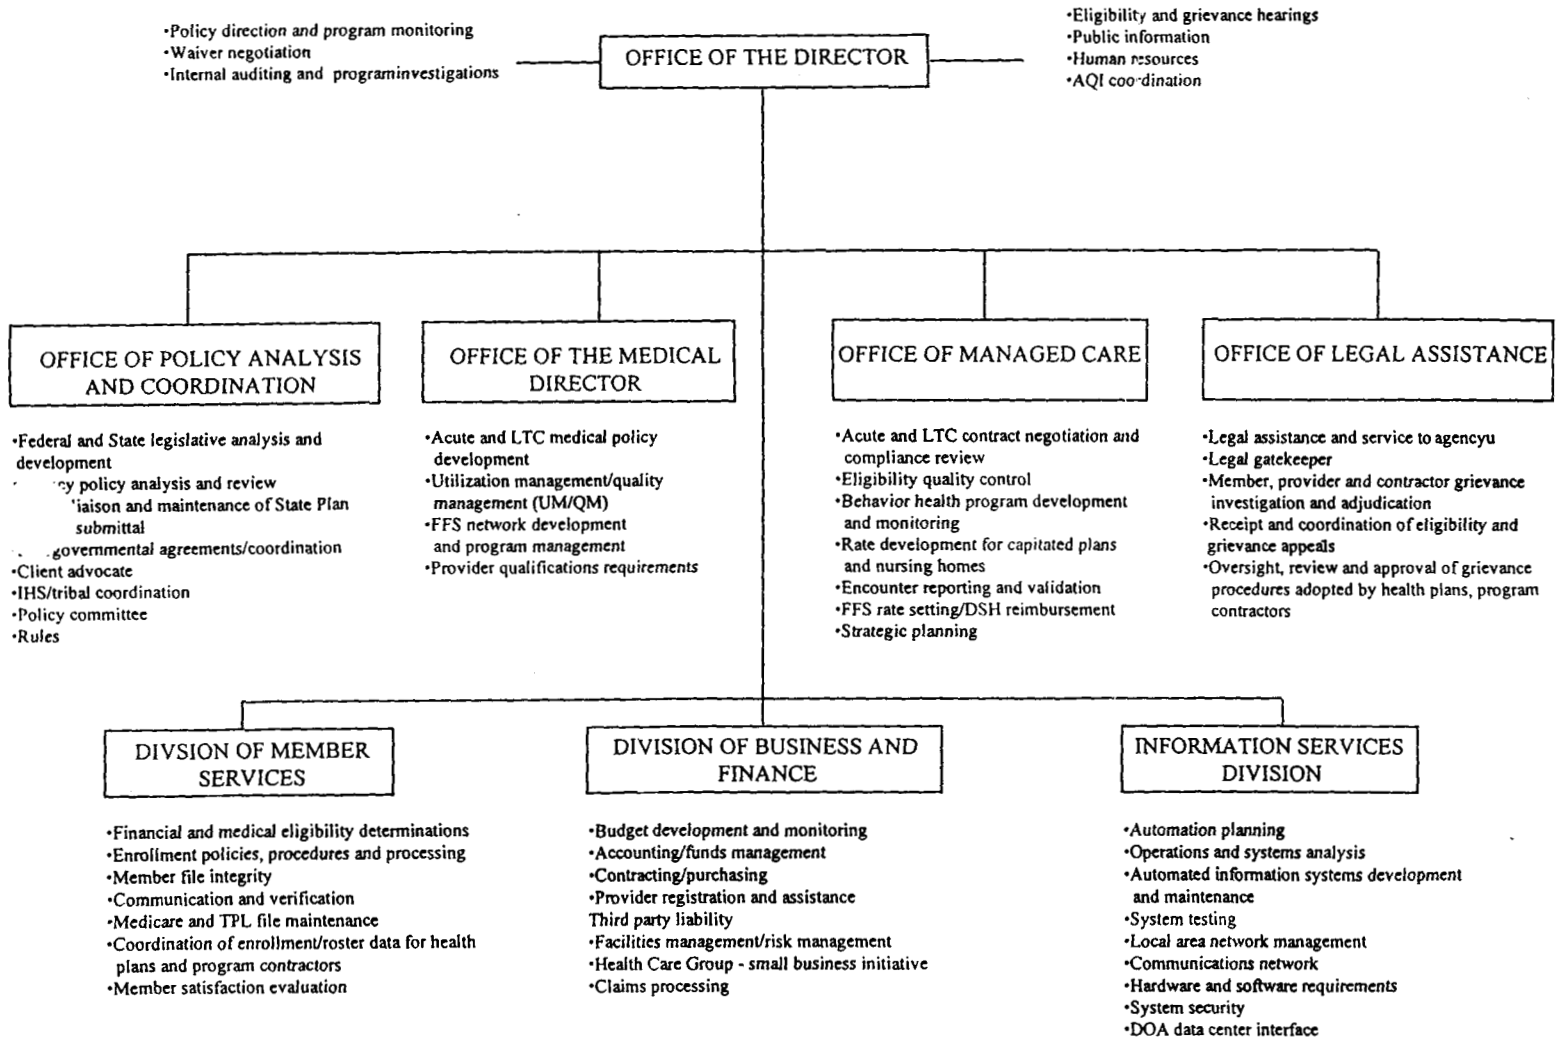 •Policy direction and program monitoring
•Waiver negotiation
•Internal auditing and programinvestigations
OFFICE OF THE DIRECTOR
•Eligibility and grievance hearings
•Public information
•Human resources
•AQI coordination
OFFICE OF POLICY ANALYSIS
AND COORDINATION
•Federal and State legislative analysis and
development
policy analysis and review
and maintenance of State Plan
submittal
agreements/coordination
•Client advocate
•IHS/tribal coordination
•Policy committee
•Rules
OFFICE OF THE MEDICAL
DIRECTOR
•Acute and LTC medical policy
development
•Utilization management/quality
management (UM/QM)
•FFS network development
and program management
•Provider qualifications requirements
OFFICE OF MANAGED CARE
•Acute and LTC contract negotiation and
compliance review
•Eligibility quality control
•Behavior health program development
and monitoring
•Rate development for capitated plans
and nursing homes
•Encounter reporting and validation
•FFS rate setting/DSH reimbursement
•Strategic planning
OFFICE OF LEGAL ASSISTANCE
•Legal assistance and service to agencyu
•Legal gatekeeper
•Member, provider and contractor grievance
investigation and adjudication
•Receipt and coordination of eligibility and
grievance appeals
•Oversight, review and approval of grievance
procedures adopted by health plans, program
contractors
DIVSION OF MEMBER
SERVICES
•Financial and medical eligibility determinations
•Enrollment policies, procedures and processing
•Member file integrity
•Communication and verification
•Medicare and TPL file maintenance
•Coordination of enrollment/roster data for health
plans and program contractors
•Member satisfaction evaluation
DIVISION OF BUSINESS AND
FINANCE
•Budget development and monitoring
•Accounting/funds management
•Contracting/purchasing
•Provider registration and assistance
Third party liability
•Facilities management/risk management
•Health Care Group - small business initiative
•Claims processing
INFORMATION SERVICES
DIVISION
•Automation planning
•Operations and systems analysis
•Automated information systems development
and maintenance
•System testing
•Local area network management
•Communications network
•Hardware and software requirements
•System security
•DOA data center interface